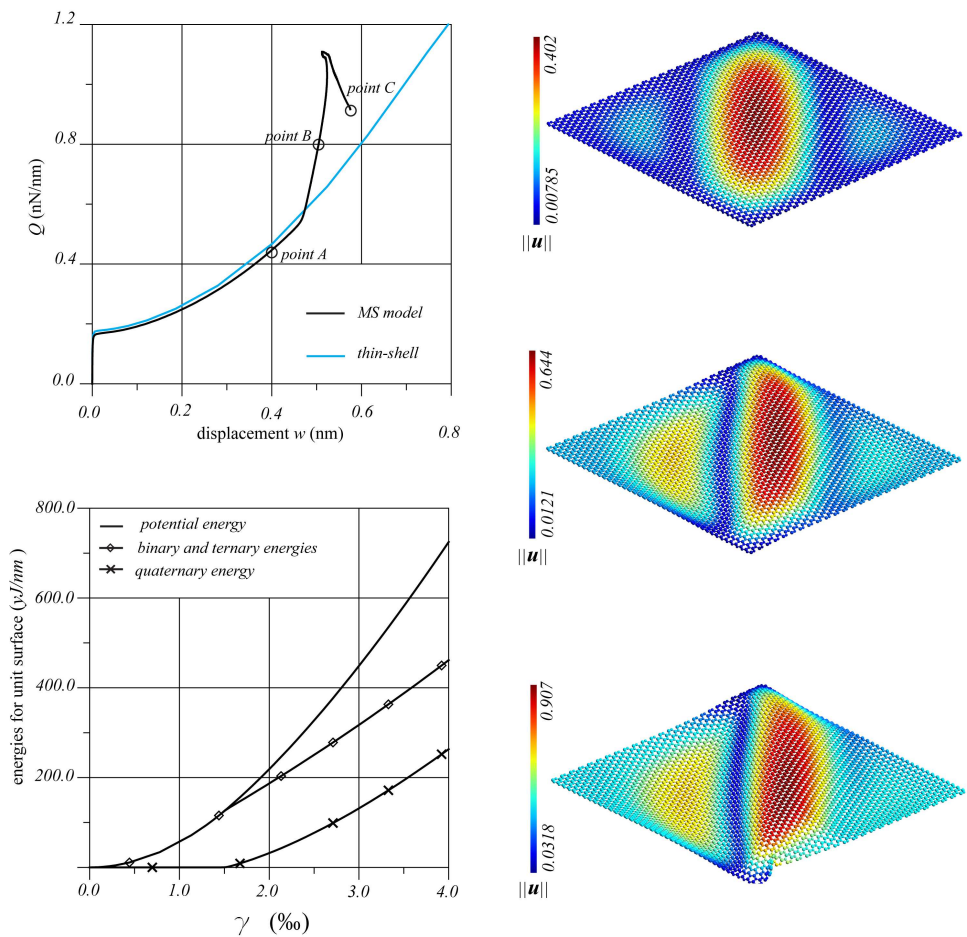 1.2
0.8
0.4
0.0
Q (nN/nm)
point C
point B
point A
MS model
thin-shell
0.0
0.2
0.4
0.6
0.8
displacement w (nm)
0.402
0.00785
||u||
0.644
0.0121
||u||
800.0
600.0
400.0
200.0
energies for unit surface (yJ/nm )
potential energy
binary and ternary energies
quaternary energy
0.0
1.0
2.0
3.0
4.0
γ (‰)
0.907
0.0318
||u||